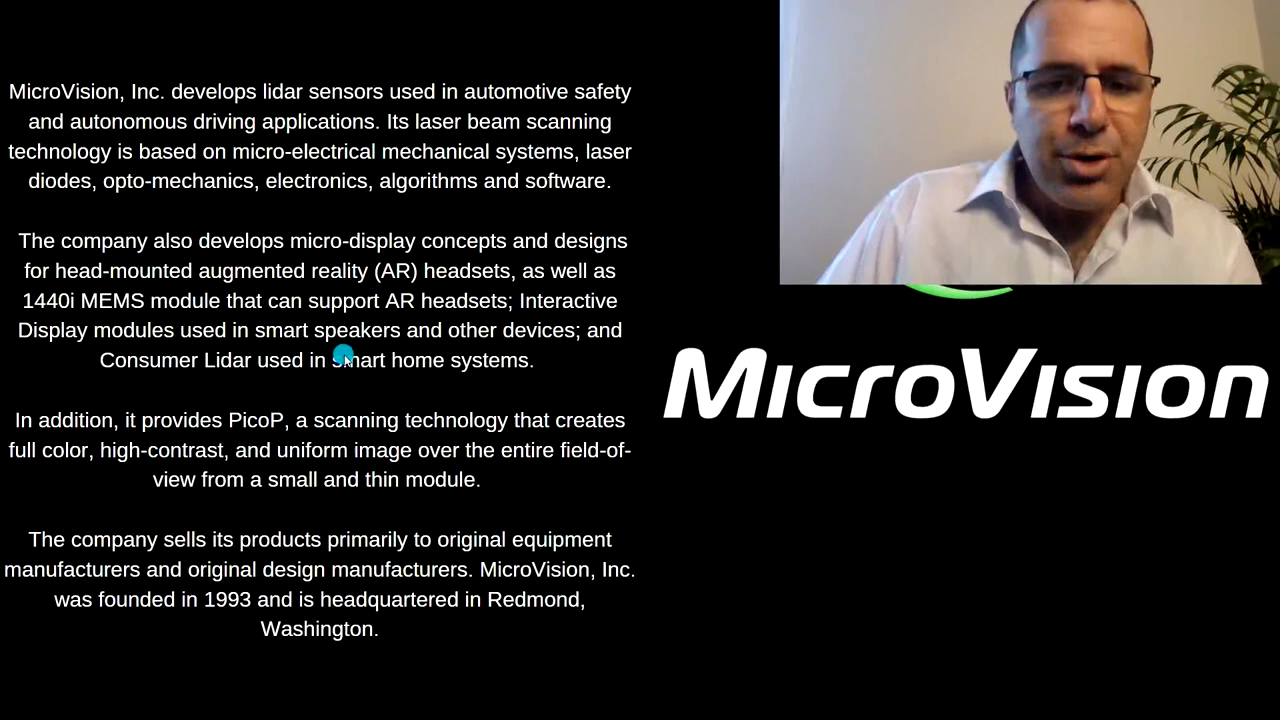 MicroVision, Inc. develops lidar sensors used in automotive safety
and autonomous driving applications. Its laser beam scanning
technology is based on micro-electrical mechanical systems, laser
diodes, opto-mechanics, electronics, algorithms and software.
The company also develops micro-display concepts and designs
for head-mounted augmented reality (AR) headsets, as well as
1440i MEMS module that can support AR headsets; Interactive
Display modules used in smart speakers and other devices; and
Consumer Lidar used in smart home systems.
In addition, it provides PicoP, a scanning technology that creates
full color, high-contrast, and uniform image over the entire field-of-
view from a small and thin module.
The company sells its products primarily to original equipment
manufacturers and original design manufacturers. MicroVision, Inc.
was founded in 1993 and is headquartered in Redmond,
Washington.
MicroVision